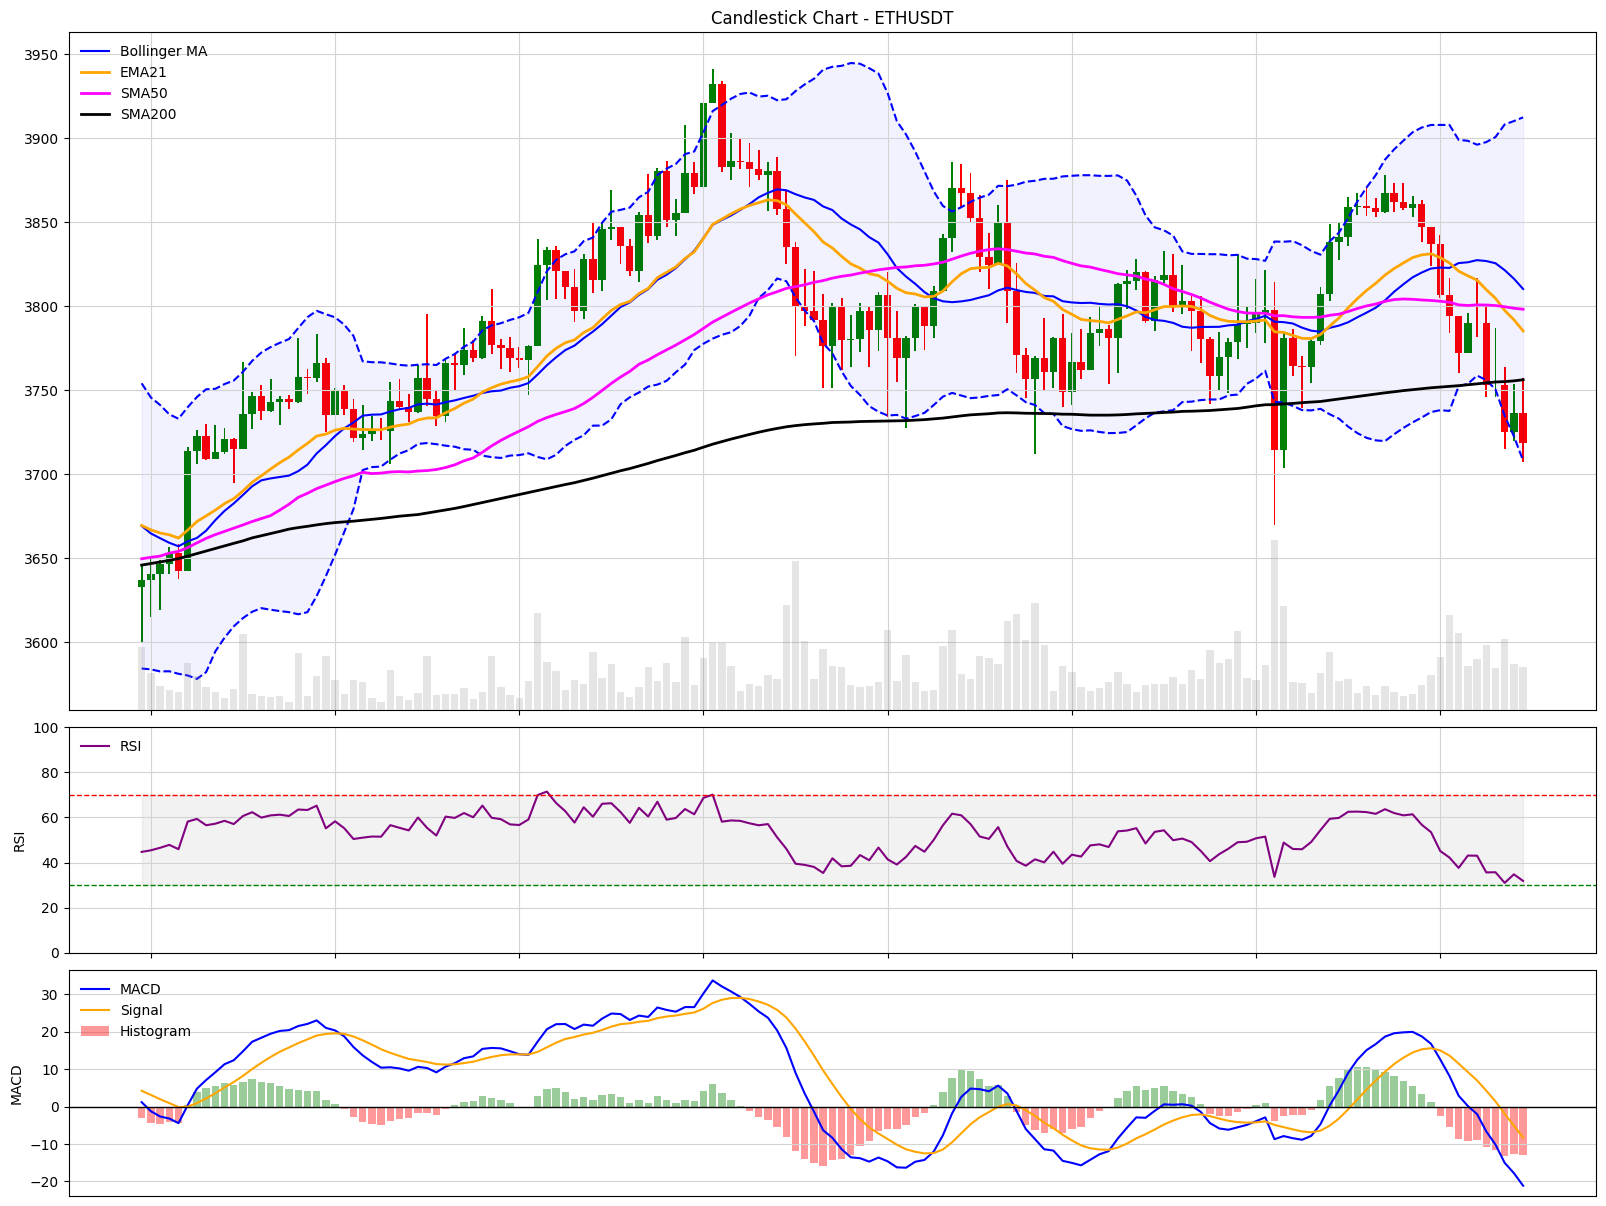 Candlestick Chart - ETHUSDT
Bollinger MA
EMA21
SMA50
SMA200
3950
3900
3850
3800
3750
3700
3650
3600
RSI
100
80
60
40
20
0
RSI
MACD
Signal
Histogram
30
20
10
0
−10
−20
MACD